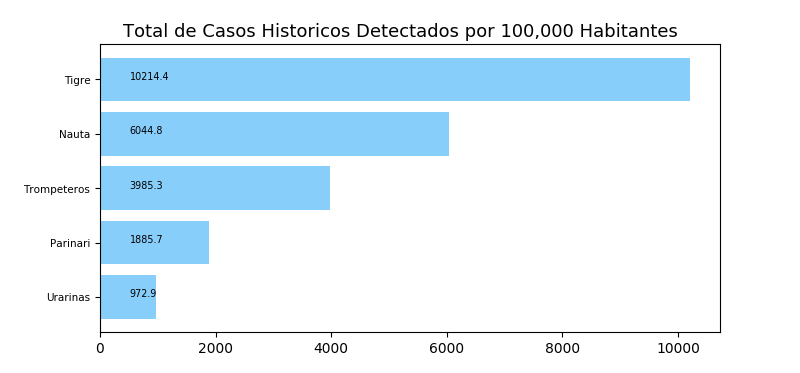 Total de Casos Historicos Detectados por 100,000 Habitantes
Tigre 10214.4
Nauta 6044.8
Trompeteros 3985.3
Parinari 1885.7
Urarinas 972.9
0 2000 4000 6000 8000 10000